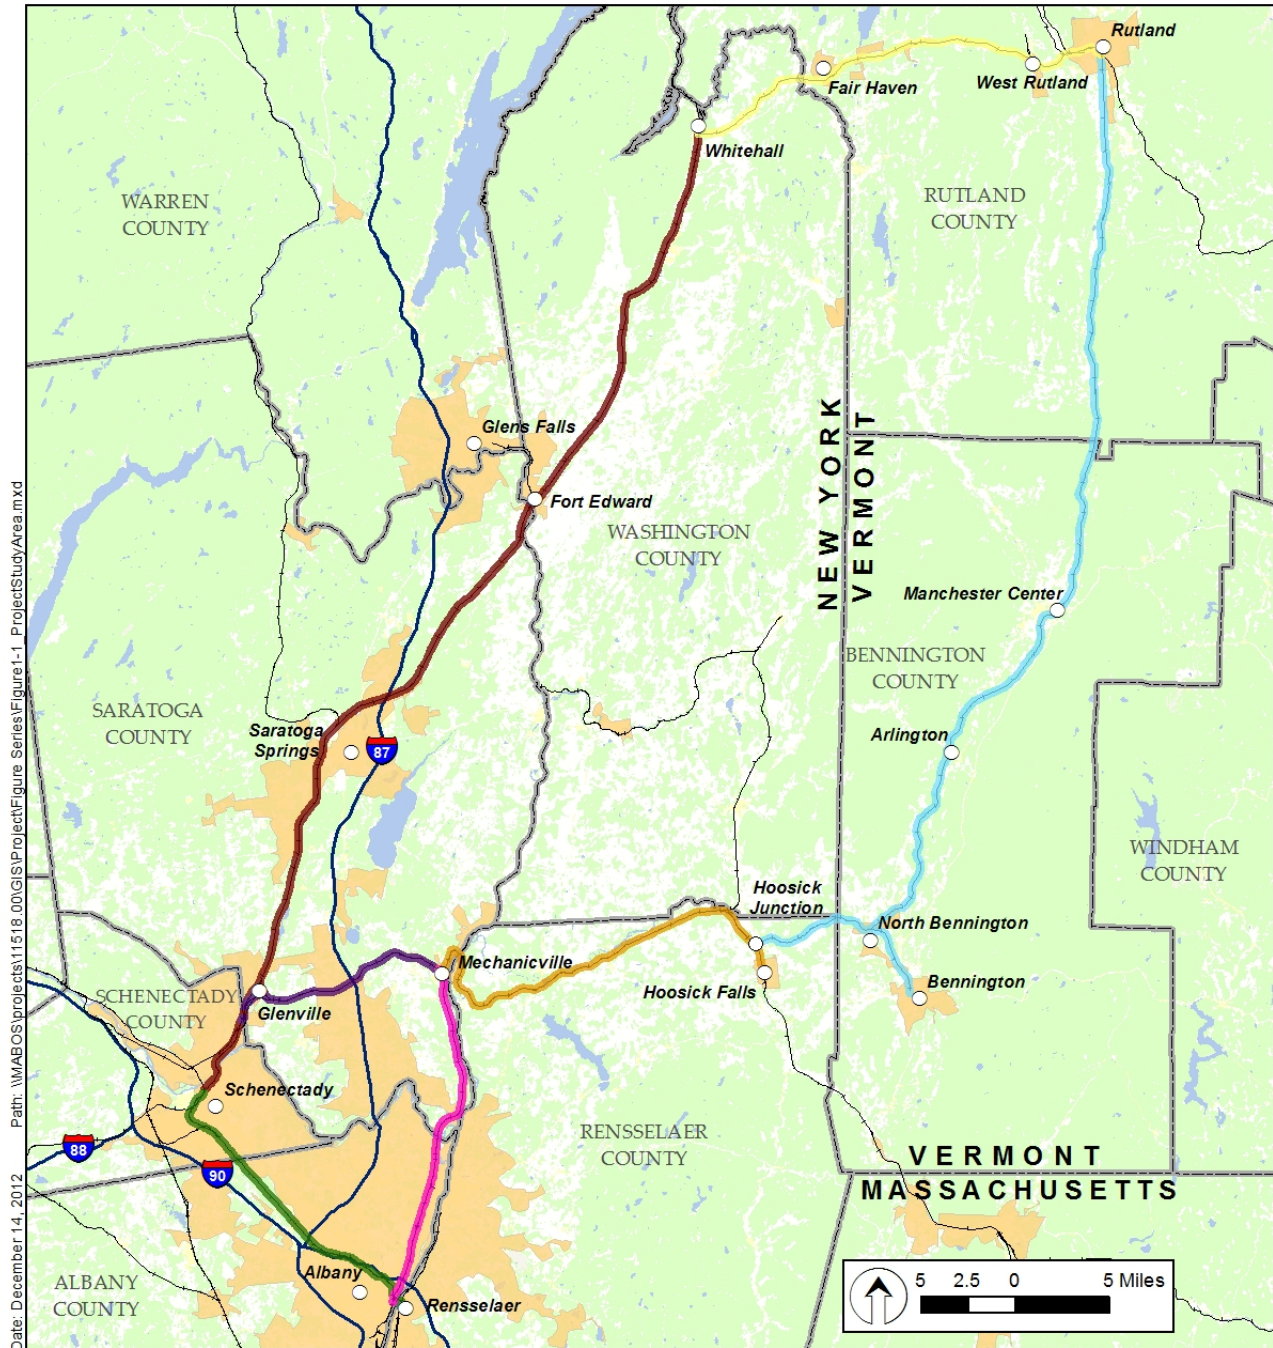 Rutland
West Rutland
Fair Haven
Whitehall
WARREN
COUNTY
RUTLAND
COUNTY
Glens Falls
Fort Edward
WASHINGTON
COUNTY
NEW YORK
VERMONT
Manchester Center
BENNINGTON
COUNTY
SARATOGA
COUNTY
Saratoga
Springs
87
Arlington
WINDHAM
COUNTY
Hoosick
Junction
North Bennington
Mechanicville
Hoosick Falls
Bennington
SCHENECTADY
COUNTY
Glenville
Schenectady
RENSSELAER
COUNTY
88
90
VERMONT
MASSACHUSETTS
ALBANY
COUNTY
Albany
Rensselaer
5 2.5 0 5 Miles
Date: December 14, 2012 Path: \\MABOS\projects\11518.00\GIS\Project\Figure Series\Figure1-1_ProjectStudyArea.mxd